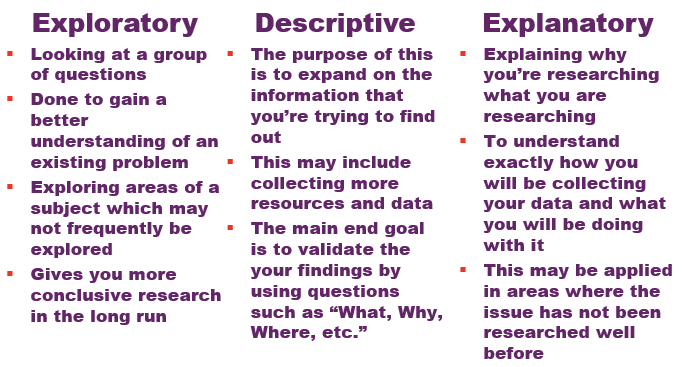 Exploratory
Looking at a group
of questions
Done to gain a
better
understanding of an
existing problem
Exploring areas of a
subject which may
not frequently be
explored
Gives you more
conclusive research
in the long run
Descriptive
The purpose of this
is to expand on the
information that
you’re trying to find
out
This may include
collecting more
resources and data
The main end goal
is to validate the
your findings by
using questions
such as “What, Why,
Where, etc.”
Explanatory
Explaining why
you’re researching
what you are
researching
To understand
exactly how you
will be collecting
your data and what
you will be doing
with it
This may be applied
in areas where the
issue has not been
researched well
before